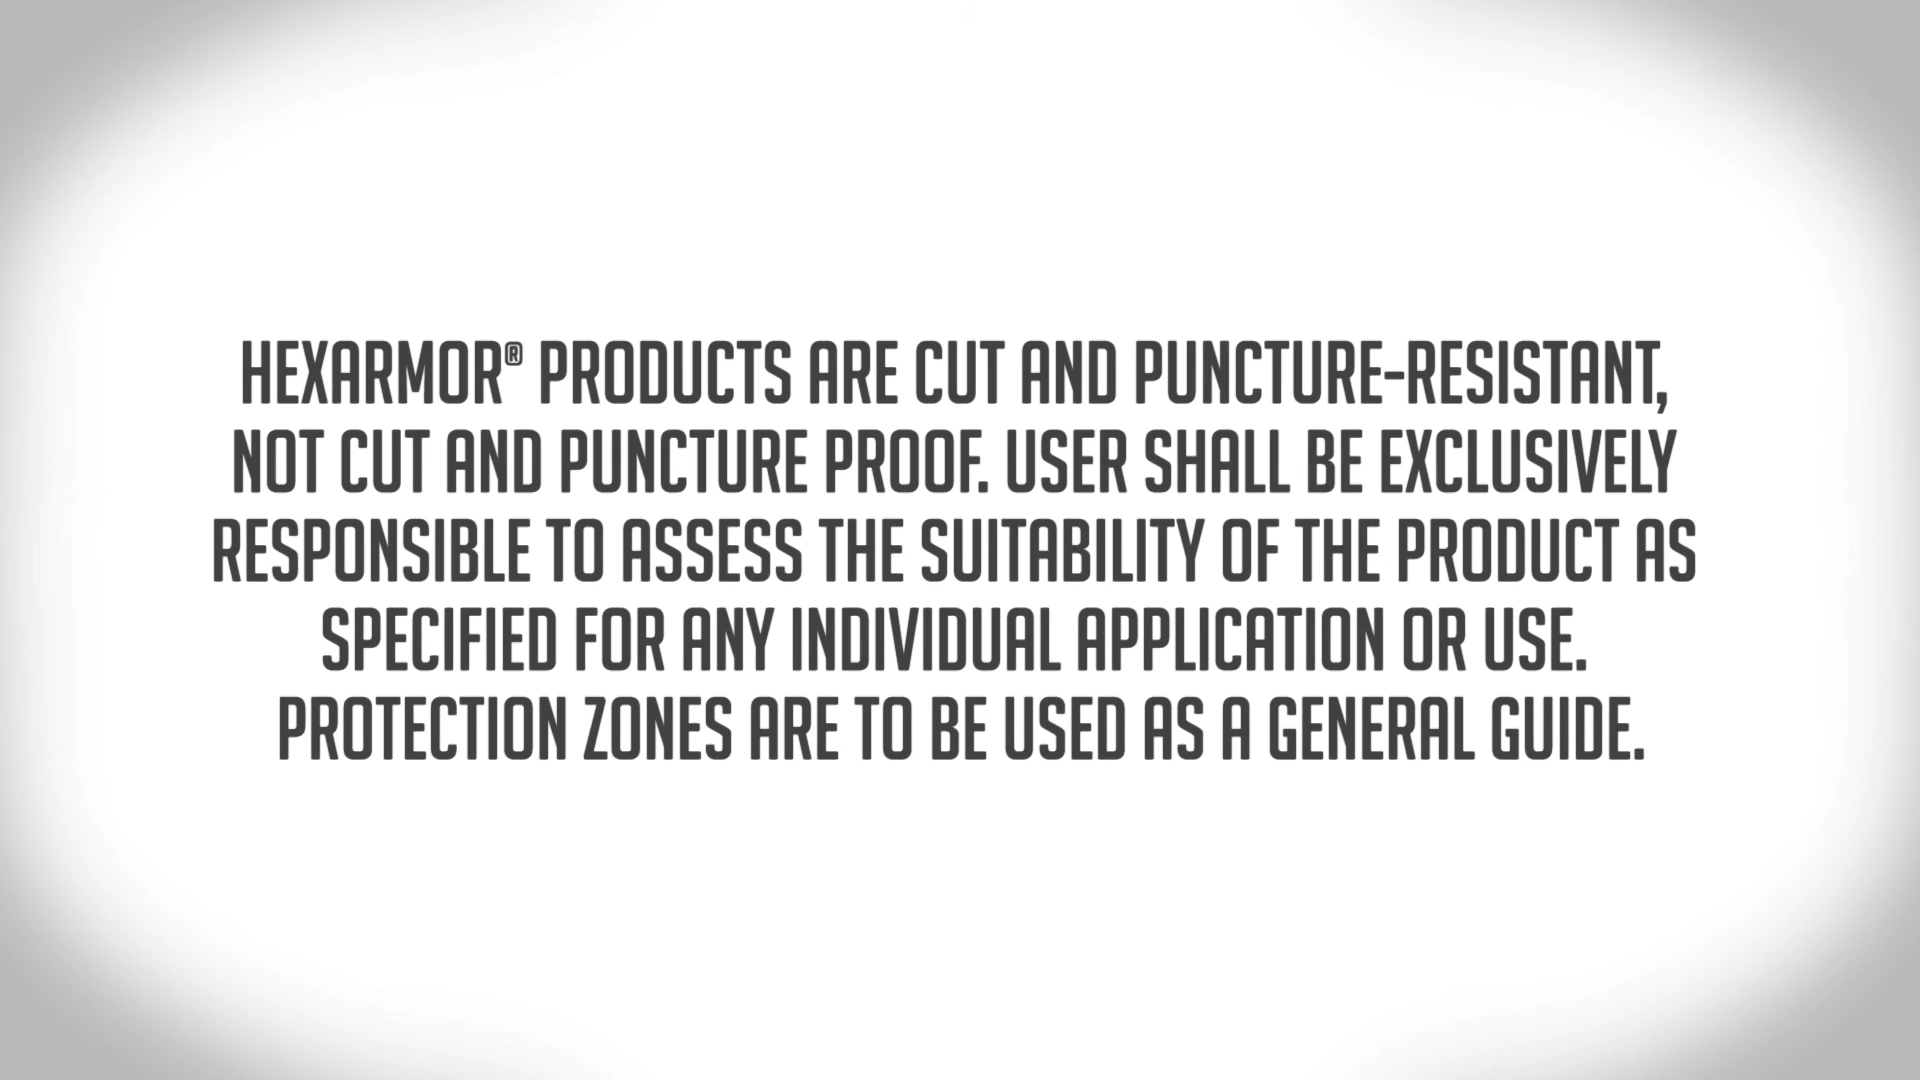 HEXARMOR® PRODUCTS ARE CUT AND PUNCTURE-RESISTANT,
NOT CUT AND PUNCTURE PROOF. USER SHALL BE EXCLUSIVELY
RESPONSIBLE TO ASSESS THE SUITABILITY OF THE PRODUCT AS
SPECIFIED FOR ANY INDIVIDUAL APPLICATION OR USE.
PROTECTION ZONES ARE TO BE USED AS A GENERAL GUIDE.